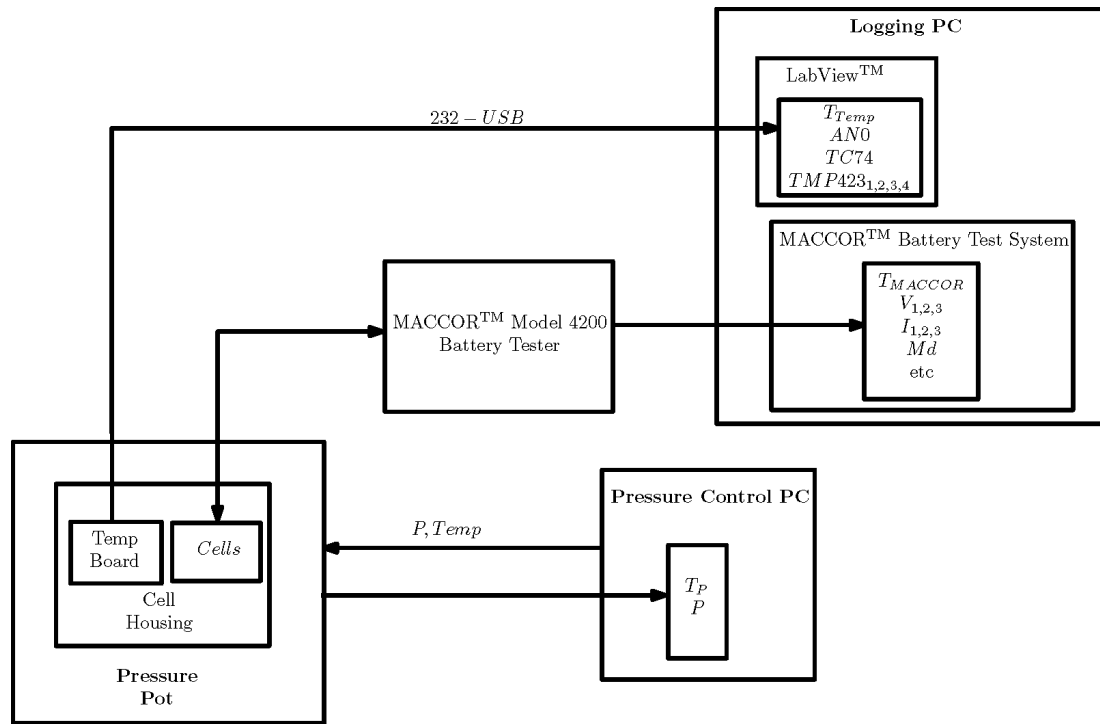 Logging PC
LabView™
232 − USB
T_Temp
AN0
TC74
TMP423_1,2,3,4
MACCOR™ Battery Test System
T_MACCOR
V_1,2,3
I_1,2,3
Md
etc
MACCOR™ Model 4200
Battery Tester
Pressure Control PC
P, Temp
T_P
P
Temp
Board
Cells
Cell
Housing
Pressure
Pot